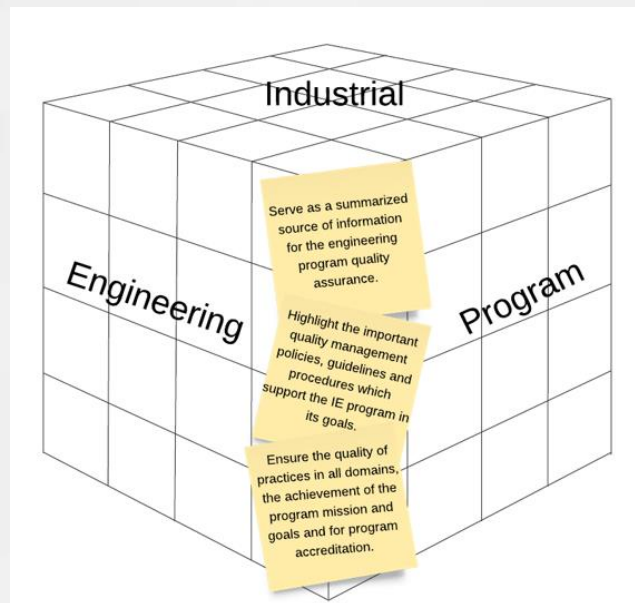 Industrial
Engineering
Program
Serve as a summarized
source of information
for the engineering
program quality
assurance.
Highlight the important
quality management
policies, guidelines and
procedures which
support the IE program in
its goals.
Ensure the quality of
practices in all domains,
the achievement of the
program mission and
goals and for program
accreditation.